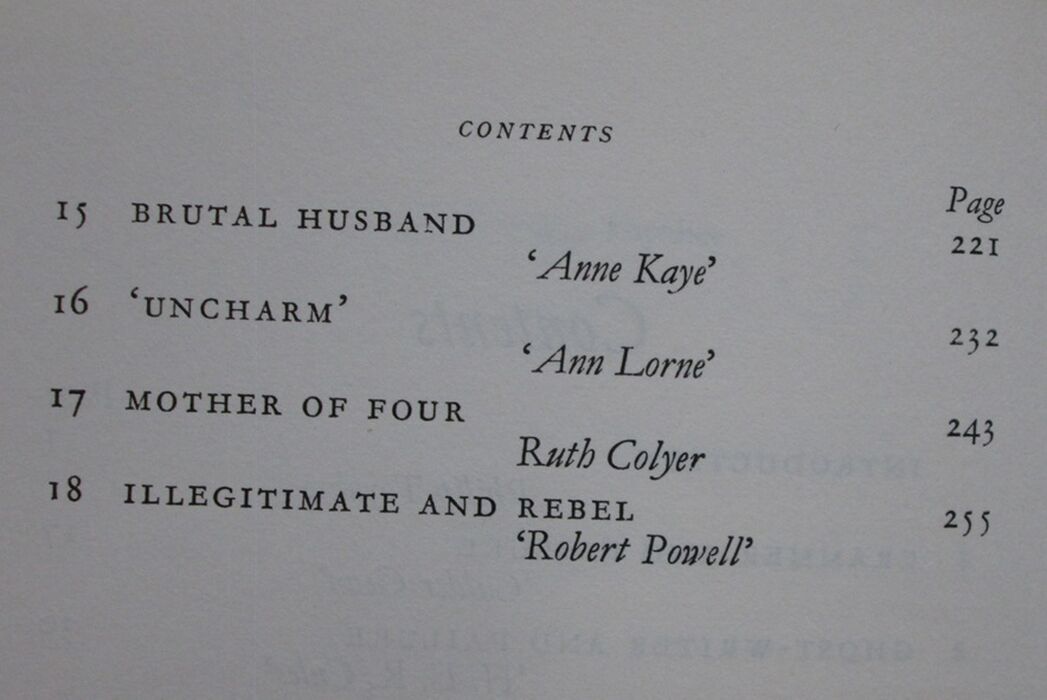 CONTENTS
Page
15 BRUTAL HUSBAND 221
‘Anne Kaye’
16 ‘UNCHARM’ 232
‘Ann Lorne’
17 MOTHER OF FOUR 243
Ruth Colyer
18 ILLEGITIMATE AND REBEL 255
‘Robert Powell’